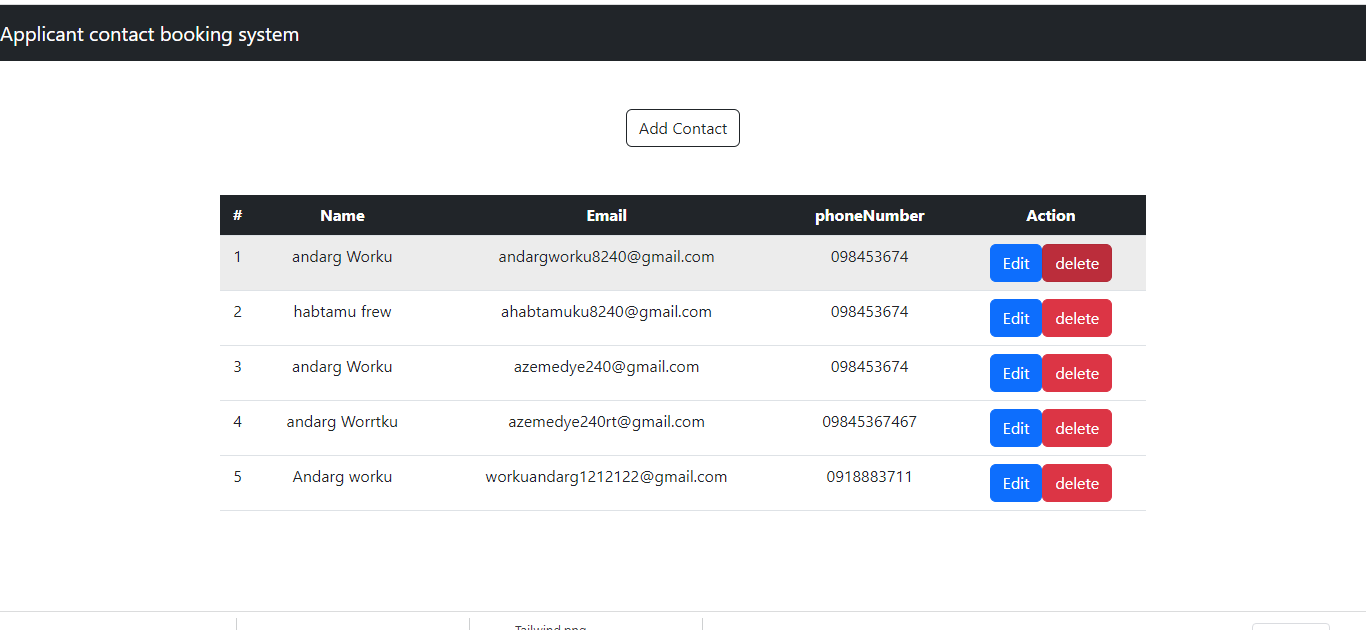 Applicant contact booking system
Add Contact
# Name Email phoneNumber Action
1 andarg Worku andargworku8240@gmail.com 098453674 Edit delete
2 habtamu frew ahabtamuku8240@gmail.com 098453674 Edit delete
3 andarg Worku azemedye240@gmail.com 098453674 Edit delete
4 andarg Worrtku azemedye240rt@gmail.com 09845367467 Edit delete
5 Andarg worku workuandarg1212122@gmail.com 0918883711 Edit delete
Tailwind.png